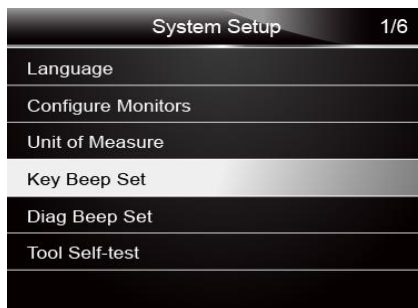 System Setup 1/6
Language
Configure Monitors
Unit of Measure
Key Beep Set
Diag Beep Set
Tool Self-test